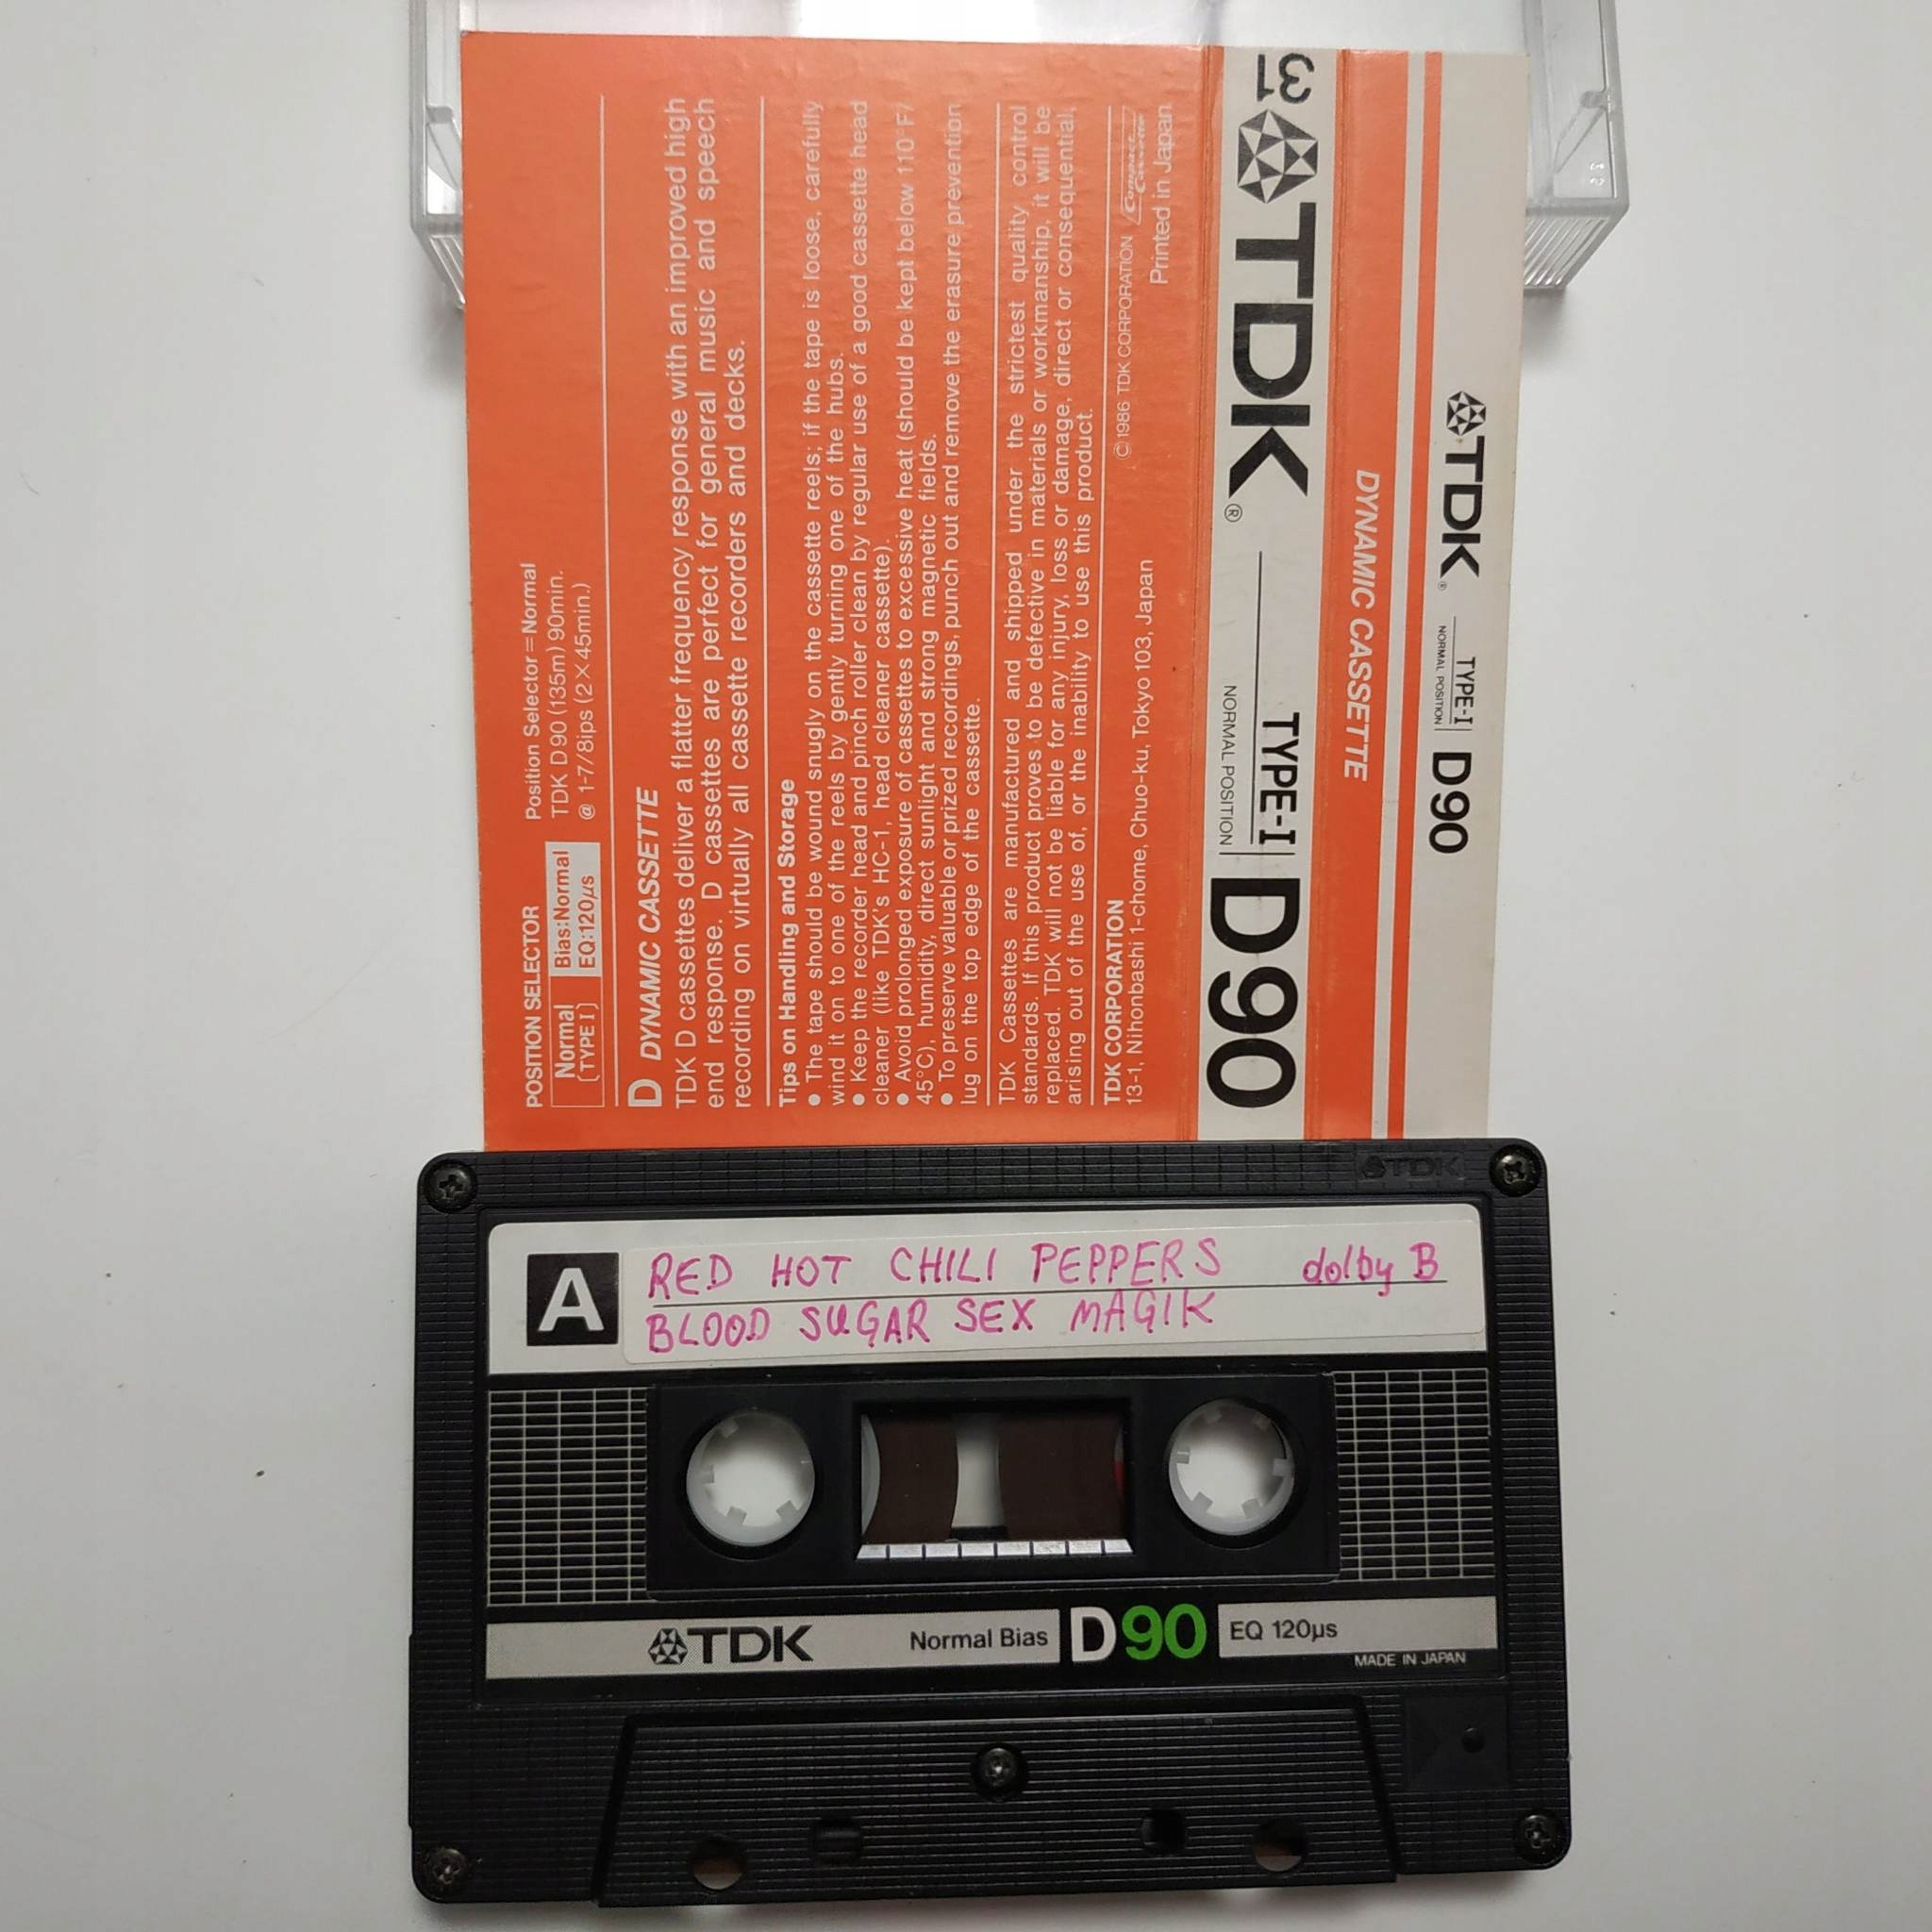 POSITION SELECTOR
Normal
(TYPE I)
Bias:Normal
EQ:120µs
Position Selector=Normal
TDK D90 (135m) 90min.
@ 1-7/8ips (2×45min.)
D DYNAMIC CASSETTE
TDK D cassettes deliver a flatter frequency response with an improved high
end response. D cassettes are perfect for general music and speech
recording on virtually all cassette recorders and decks.
Tips on Handling and Storage
● The tape should be wound snugly on the cassette reels; if the tape is loose, carefully
wind it on to one of the reels by gently turning one of the hubs.
● Keep the recorder head and pinch roller clean by regular use of a good cassette head
cleaner (like TDK's HC-1, head cleaner cassette).
● Avoid prolonged exposure of cassettes to excessive heat (should be kept below 110°F/
45°C), humidity, direct sunlight and strong magnetic fields.
● To preserve valuable or prized recordings, punch out and remove the erasure prevention
lug on the top edge of the cassette.
TDK Cassettes are manufactured and shipped under the strictest quality control
standards. If this product proves to be defective in materials or workmanship, it will be
replaced. TDK will not be liable for any injury, loss or damage, direct or consequential,
arising out of the use of, or the inability to use this product.
TDK CORPORATION
13-1, Nihonbashi 1-chome, Chuo-ku, Tokyo 103, Japan
©1986 TDK CORPORATION
Compact Cassette
Printed in Japan
31
TDK®
TYPE-I
NORMAL POSITION
D90
DYNAMIC CASSETTE
TDK®
TYPE-I
NORMAL POSITION
D90
TDK
A
RED HOT CHILI PEPPERS dolby B
BLOOD SUGAR SEX MAGIK
TDK Normal Bias D90 EQ 120µs
MADE IN JAPAN